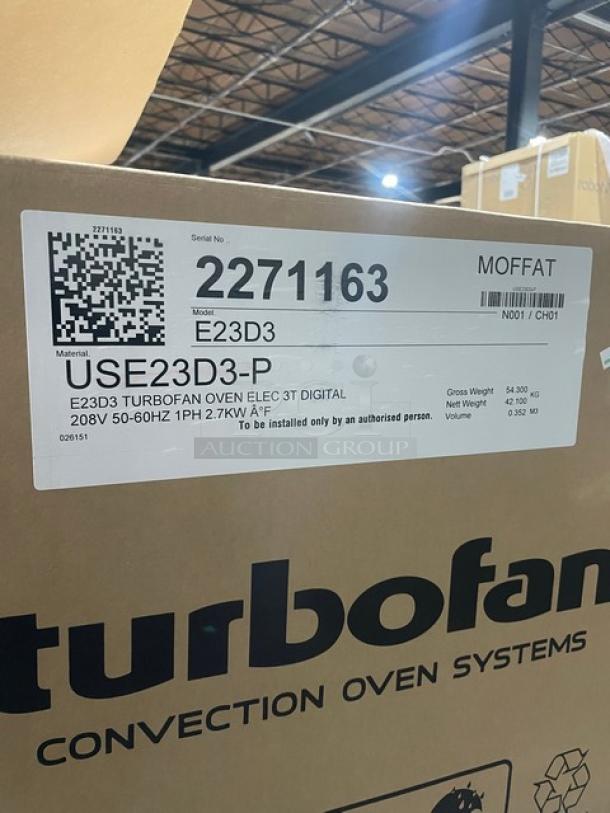 2271163
Serial No ..
2271163
MOFFAT
USE23D3-P
N001 / CH01
Model
E23D3
Material.
USE23D3-P
E23D3 TURBOFAN OVEN ELEC 3T DIGITAL
208V 50-60HZ 1PH 2.7KW Â°F
To be installed only by an authorised person.
Gross Weight 54.300 KG
Nett Weight 42.100
Volume 0.352 M3
026151
AUCTION GROUP
turbofan
CONVECTION OVEN SYSTEMS